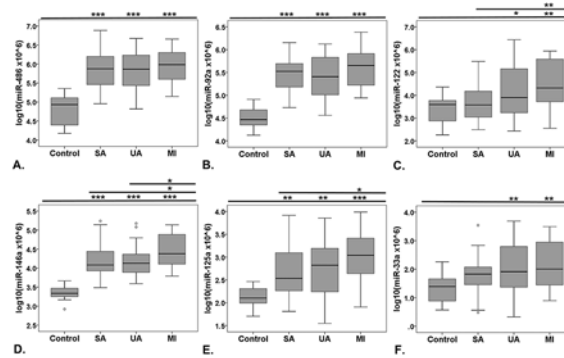 *** *** ***
log10(miR-486 x10^6)
7.0
6.5
6.0
5.5
5.0
4.5
4.0
Control SA UA MI
A.
*** *** ***
log10(miR-92a x10^6)
6.5
6.0
5.5
5.0
4.5
4.0
Control SA UA MI
B.
**
* **
log10(miR-122 x10^6)
7.0
6.0
5.0
4.0
3.0
2.0
Control SA UA MI
C.
*
*
*** *** ***
log10(miR-146a x10^6)
5.5
5.0
4.5
4.0
3.5
3.0
2.5
Control SA UA MI
D.
*
** ** ***
log10(miR-125a x10^6)
4.0
3.5
3.0
2.5
2.0
1.5
Control SA UA MI
E.
** **
log10(miR-33a x10^6)
4.0
3.0
2.0
1.0
.0
Control SA UA MI
F.